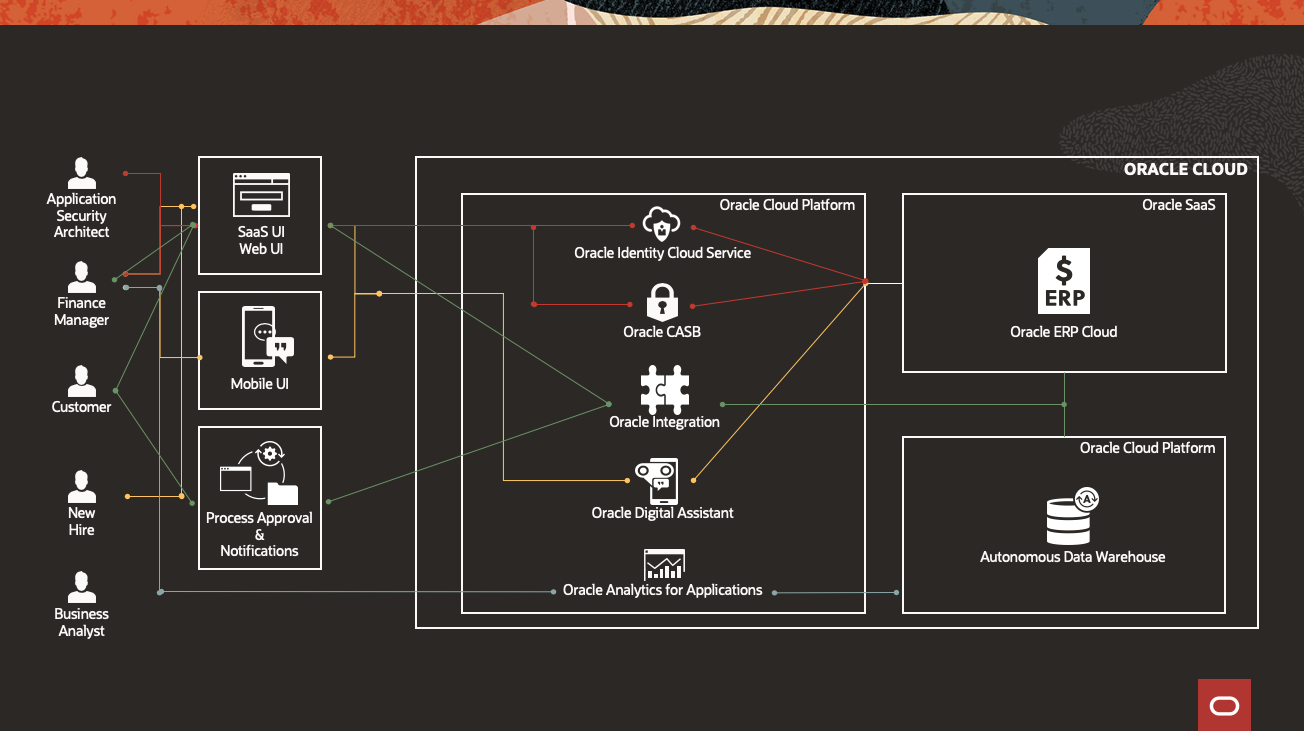 ORACLE CLOUD
Oracle Cloud Platform
Oracle SaaS
Application
Security
Architect
SaaS UI
Web UI
Oracle Identity Cloud Service
$
ERP
Oracle ERP Cloud
Finance
Manager
Oracle CASB
Mobile UI
Customer
Oracle Integration
Oracle Cloud Platform
New
Hire
Process Approval
&
Notifications
Oracle Digital Assistant
A
Autonomous Data Warehouse
Oracle Analytics for Applications
Business
Analyst